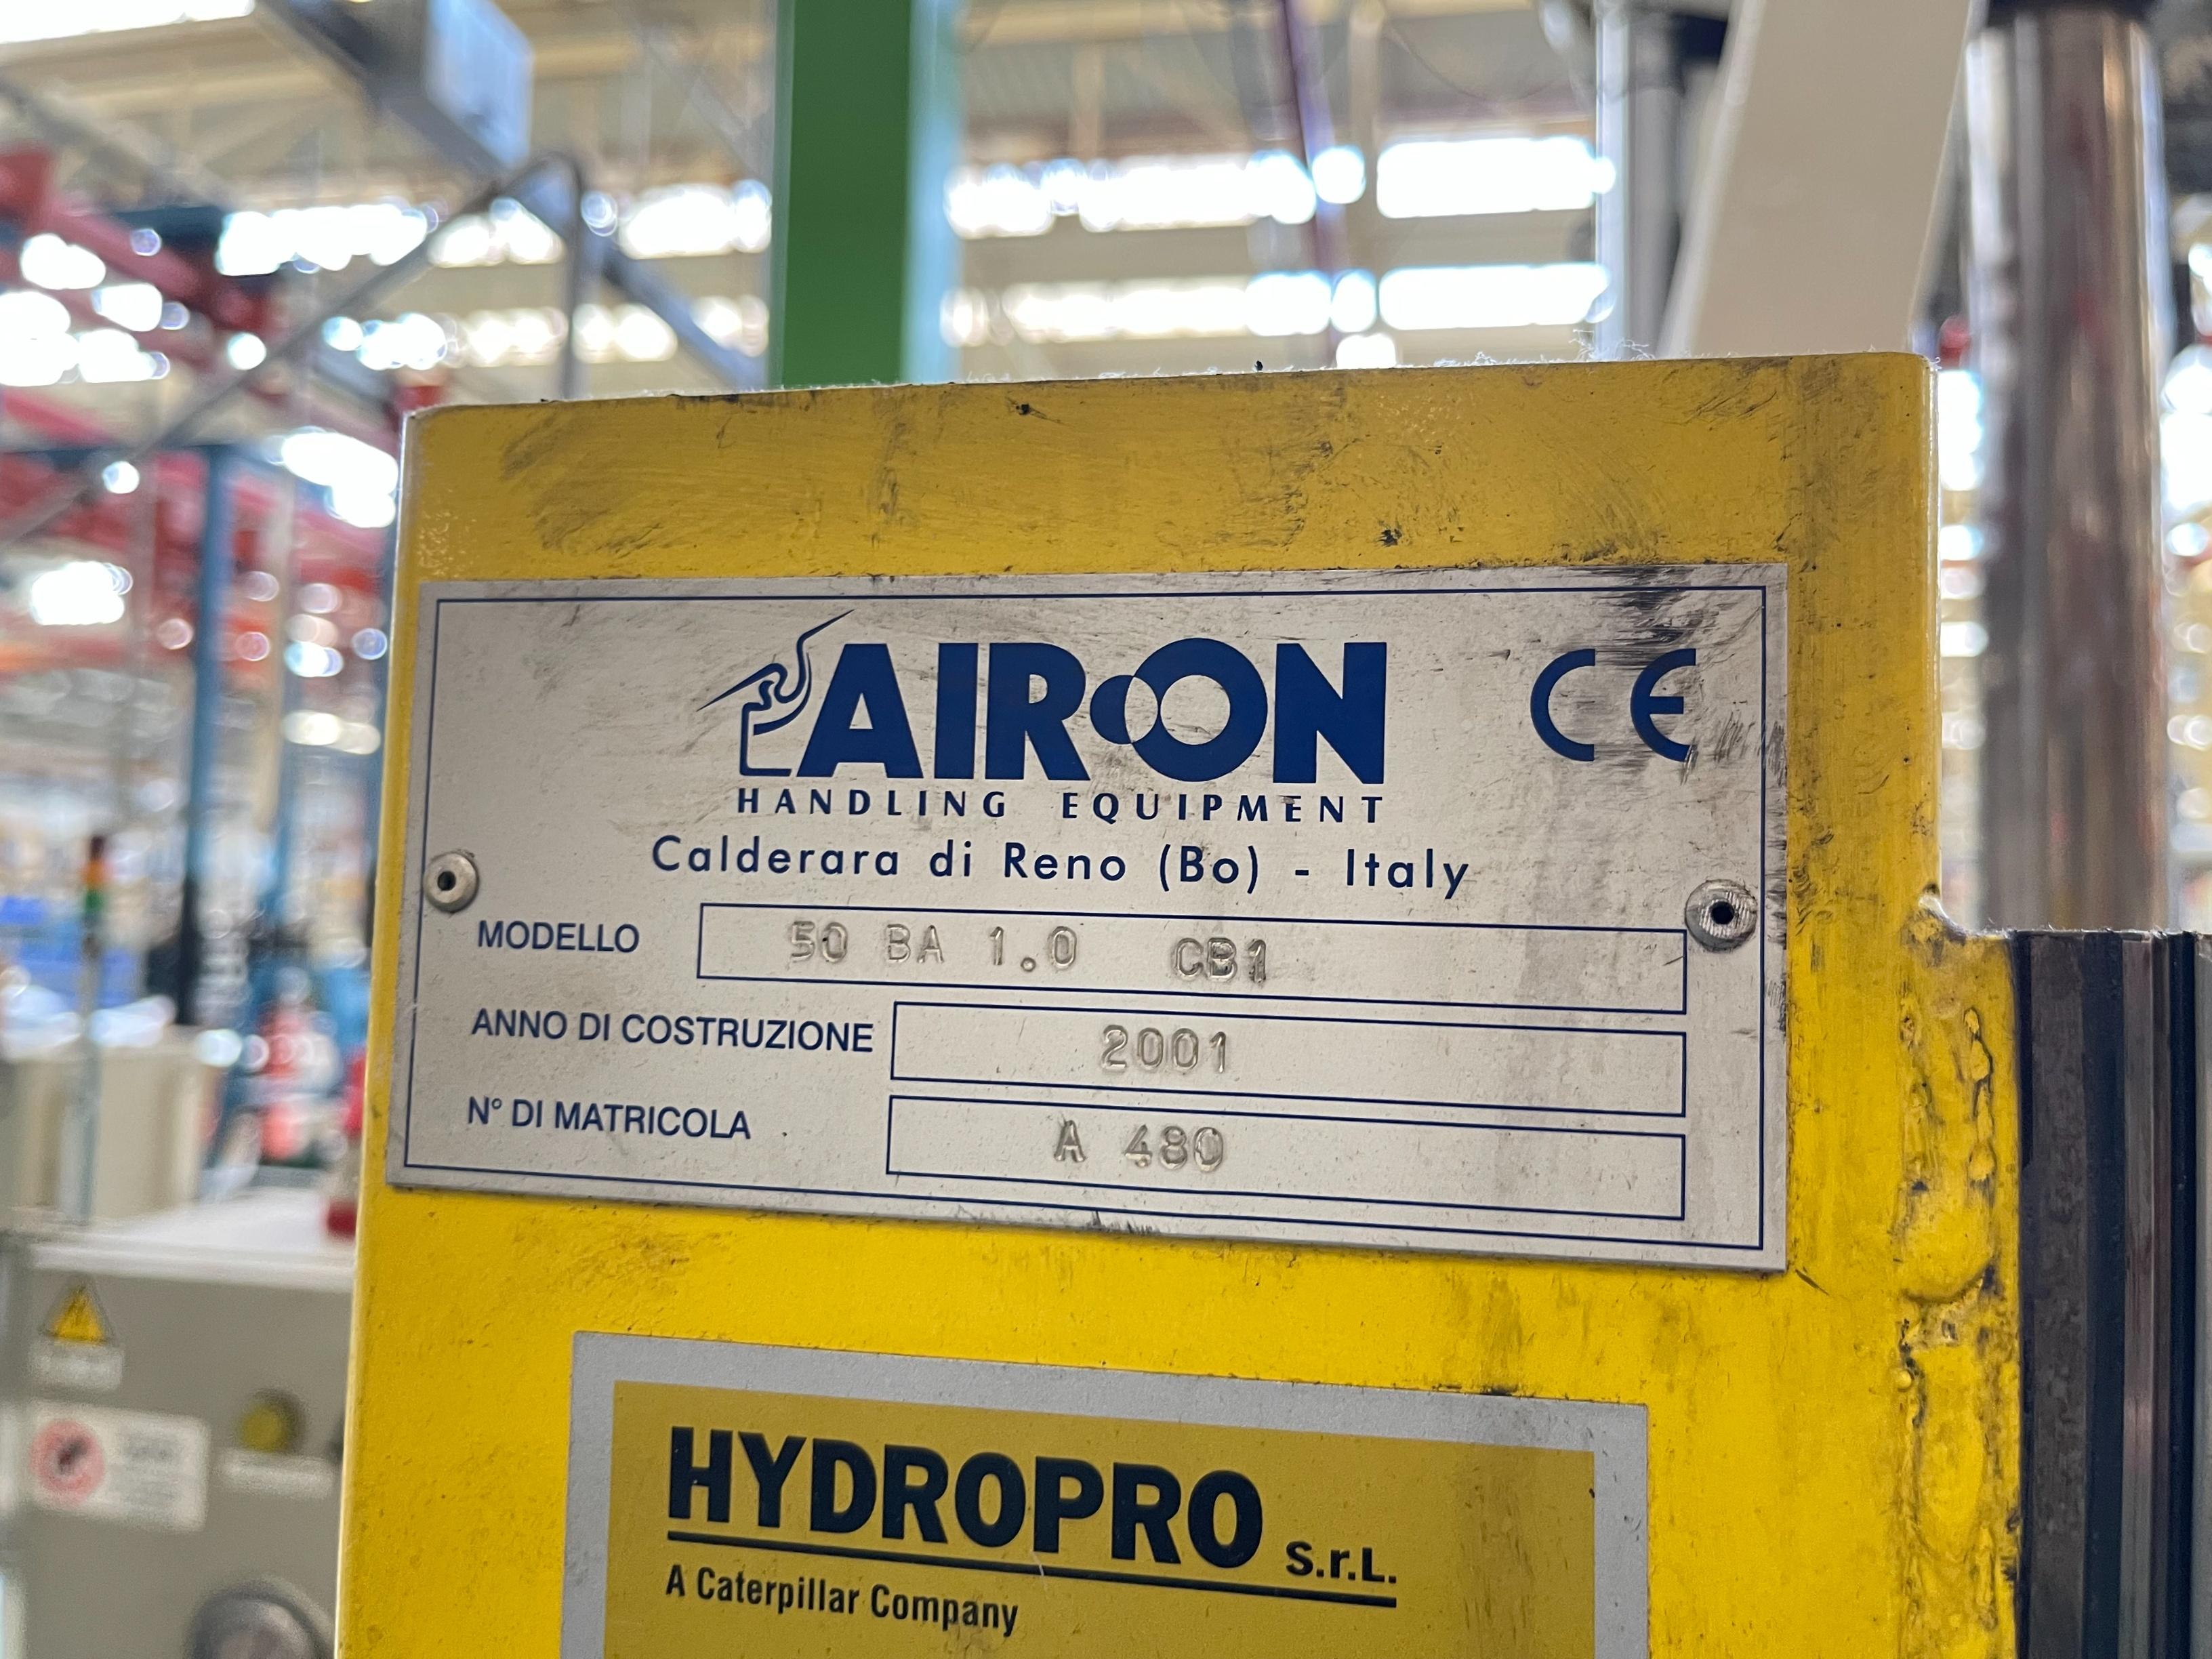 AIRON CE
HANDLING EQUIPMENT
Calderara di Reno (Bo) - Italy
MODELLO 50 BA 1.0 CB1
ANNO DI COSTRUZIONE 2001
N° DI MATRICOLA A 480
HYDROPRO S.r.L.
A Caterpillar Company